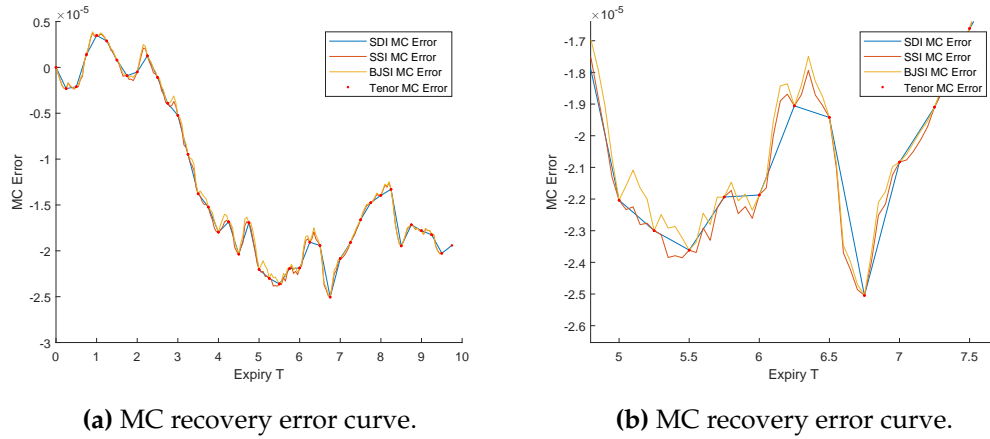 ×10⁻⁵
0.5
0
-0.5
-1
-1.5
-2
-2.5
-3
MC Error
0 1 2 3 4 5 6 7 8 9 10
Expiry T
SDI MC Error
SSI MC Error
BJSI MC Error
Tenor MC Error
(a) MC recovery error curve.
×10⁻⁵
-1.7
-1.8
-1.9
-2
-2.1
-2.2
-2.3
-2.4
-2.5
-2.6
MC Error
5 5.5 6 6.5 7 7.5
Expiry T
SDI MC Error
SSI MC Error
BJSI MC Error
Tenor MC Error
(b) MC recovery error curve.